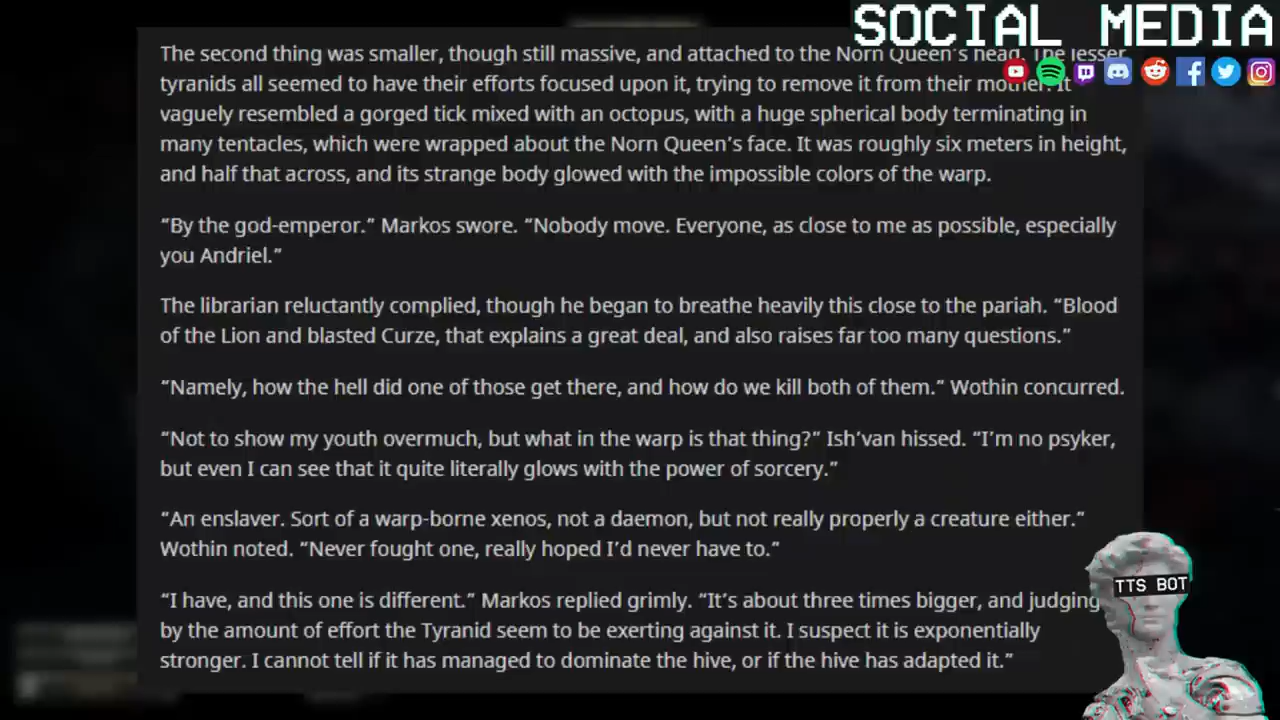 SOCIAL MEDIA
The second thing was smaller, though still massive, and attached to the Norn Queen's head. The lesser
tyranids all seemed to have their efforts focused upon it, trying to remove it from their mother. It
vaguely resembled a gorged tick mixed with an octopus, with a huge spherical body terminating in
many tentacles, which were wrapped about the Norn Queen's face. It was roughly six meters in height,
and half that across, and its strange body glowed with the impossible colors of the warp.
“By the god-emperor.” Markos swore. “Nobody move. Everyone, as close to me as possible, especially
you Andriel.”
The librarian reluctantly complied, though he began to breathe heavily this close to the pariah. “Blood
of the Lion and blasted Curze, that explains a great deal, and also raises far too many questions.”
“Namely, how the hell did one of those get there, and how do we kill both of them.” Wothin concurred.
“Not to show my youth overmuch, but what in the warp is that thing?” Ish'van hissed. “I'm no psyker,
but even I can see that it quite literally glows with the power of sorcery.”
“An enslaver. Sort of a warp-borne xenos, not a daemon, but not really properly a creature either.”
Wothin noted. “Never fought one, really hoped I'd never have to.”
“I have, and this one is different.” Markos replied grimly. “It's about three times bigger, and judging
by the amount of effort the Tyranid seem to be exerting against it. I suspect it is exponentially
stronger. I cannot tell if it has managed to dominate the hive, or if the hive has adapted it.”
TTS BOT